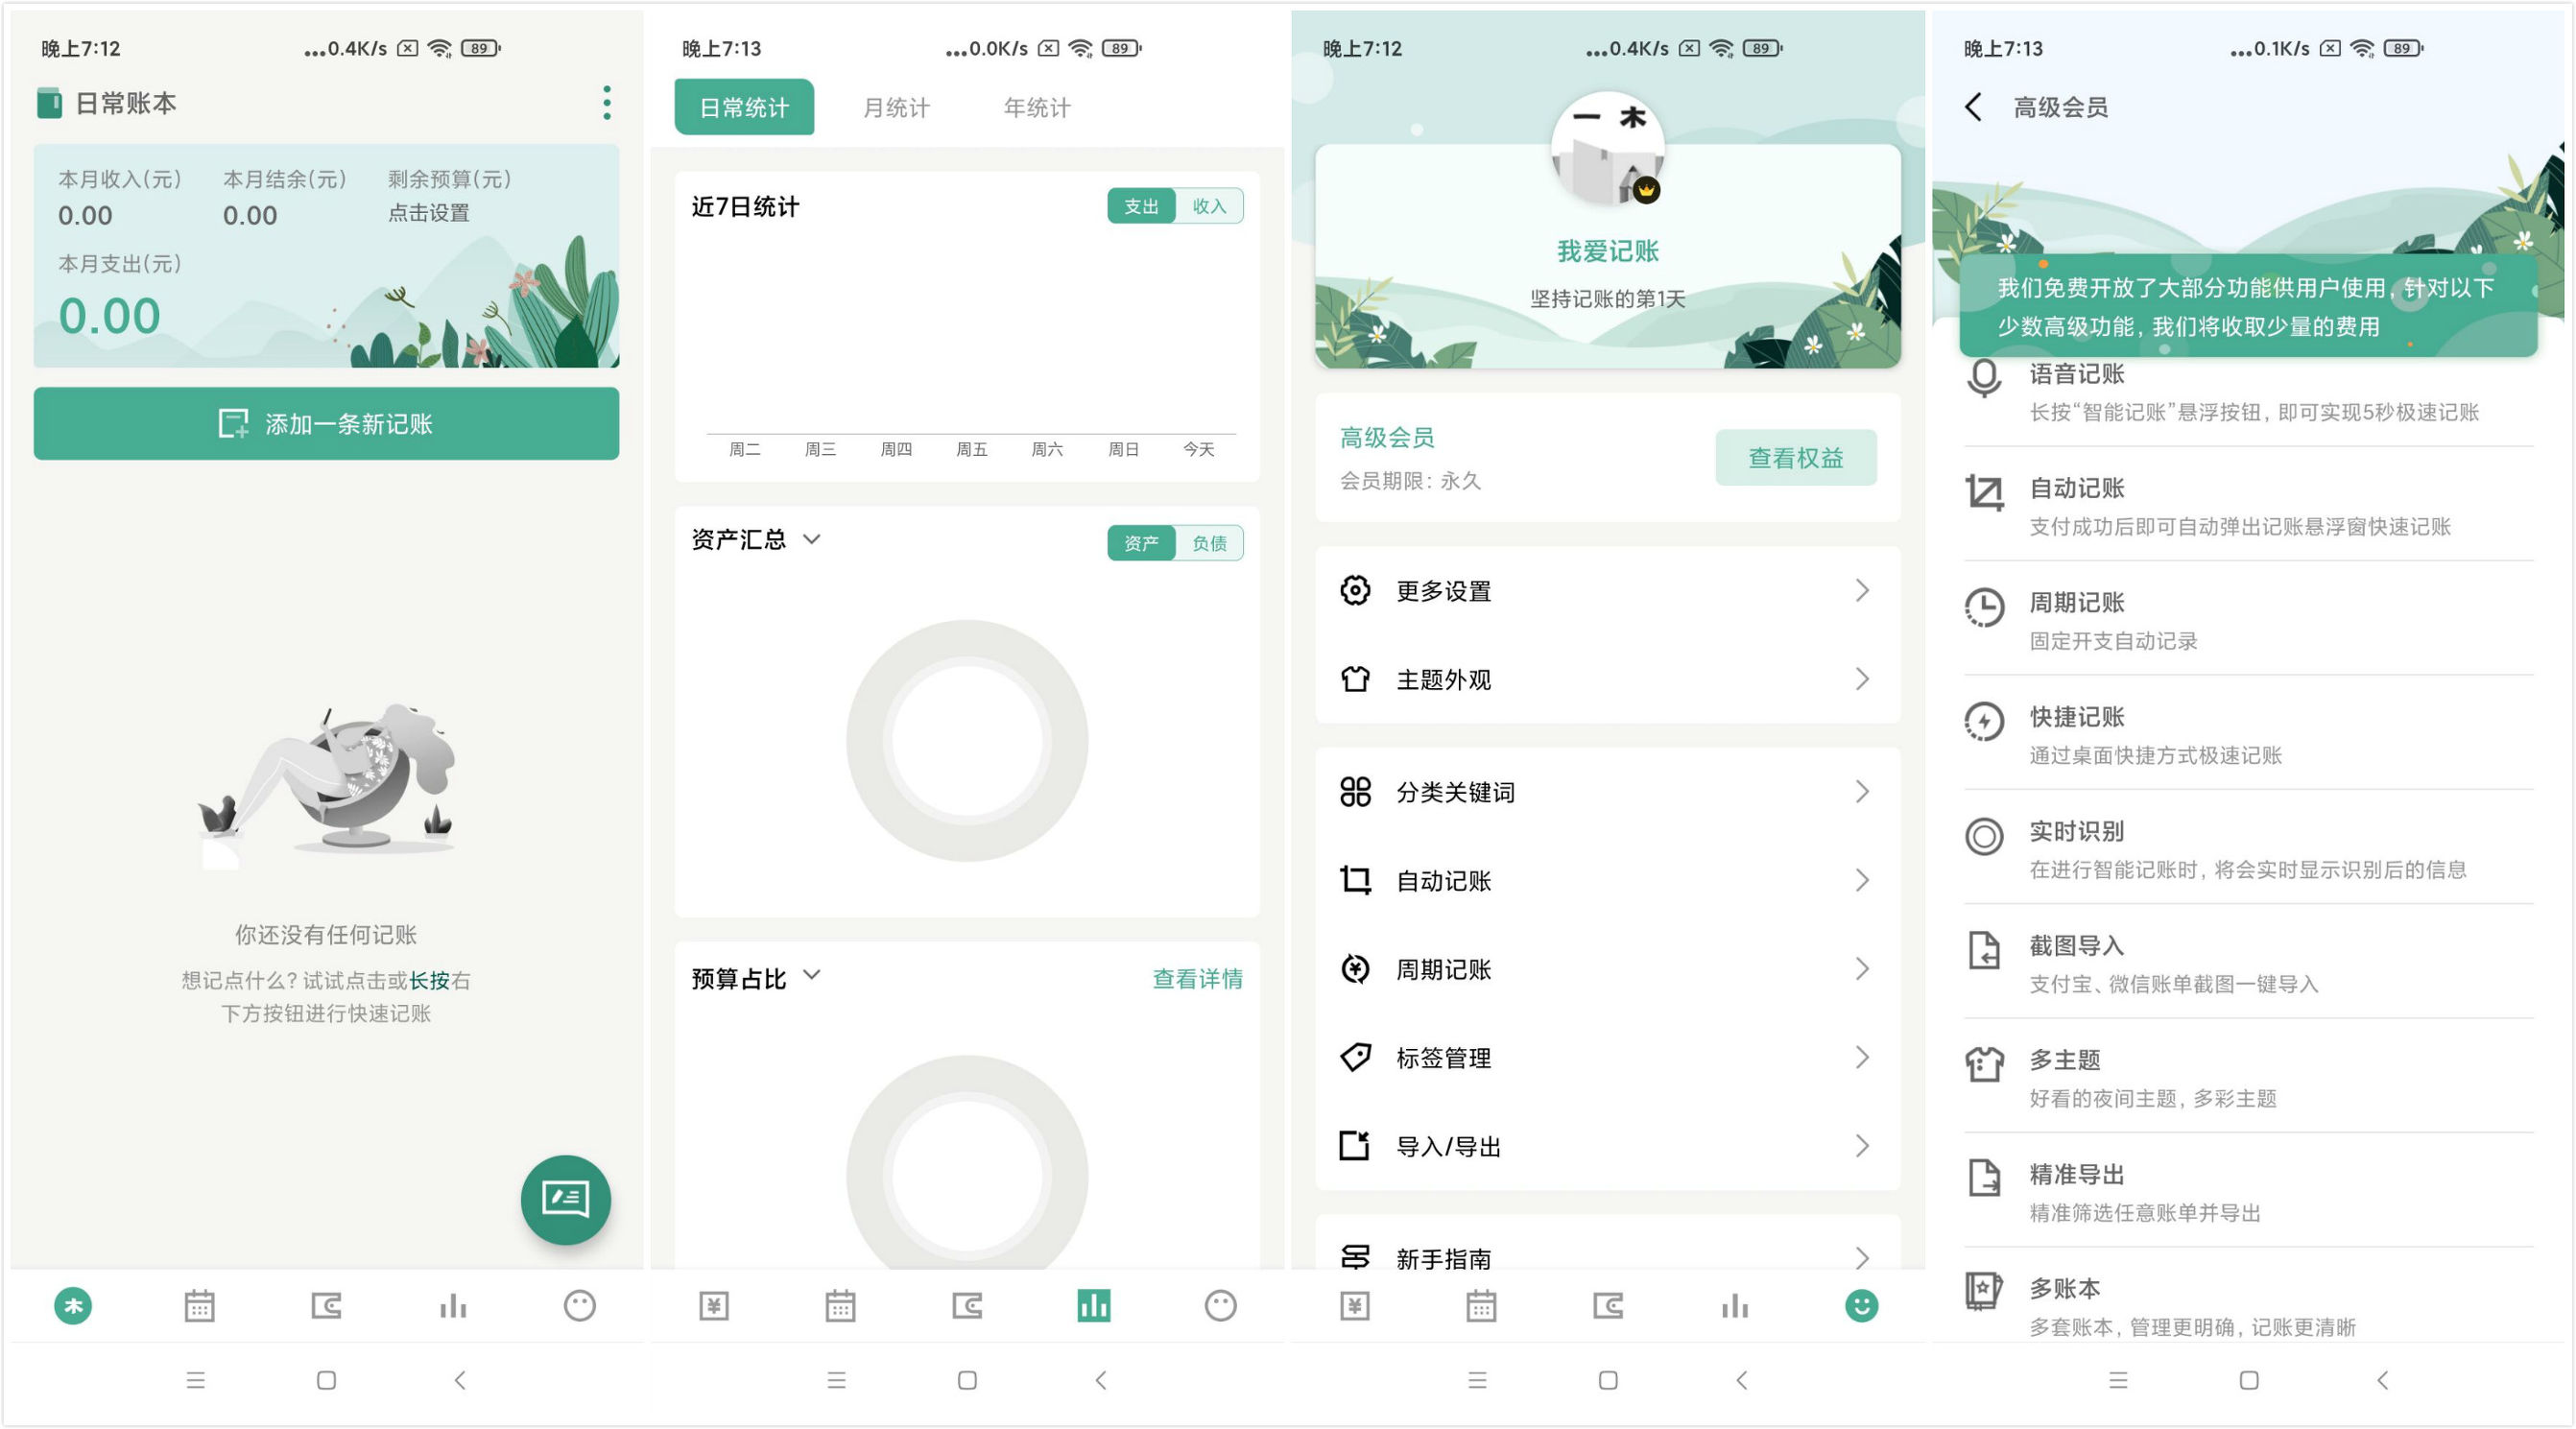 晚上7:12
...0.4K/s
89
日常账本
本月收入(元)
本月结余(元)
剩余预算(元)
0.00
0.00
点击设置
本月支出(元)
0.00
添加一条新记账
你还没有任何记账
想记点什么？试试点击或长按右
下方按钮进行快速记账
木
晚上7:13
...0.0K/s
89
日常统计
月统计
年统计
近7日统计
支出
收入
周二
周三
周四
周五
周六
周日
今天
资产汇总
资产
负债
预算占比
查看详情
¥
晚上7:12
...0.4K/s
89
一木
我爱记账
坚持记账的第1天
高级会员
会员期限：永久
查看权益
更多设置
主题外观
分类关键词
自动记账
周期记账
标签管理
导入/导出
新手指南
¥
晚上7:13
...0.1K/s
89
高级会员
我们免费开放了大部分功能供用户使用，针对以下
少数高级功能，我们将收取少量的费用
语音记账
长按“智能记账”悬浮按钮，即可实现5秒极速记账
自动记账
支付成功后即可自动弹出记账悬浮窗快速记账
周期记账
固定开支自动记录
快捷记账
通过桌面快捷方式极速记账
实时识别
在进行智能记账时，将会实时显示识别后的信息
截图导入
支付宝、微信账单截图一键导入
多主题
好看的夜间主题，多彩主题
精准导出
精准筛选任意账单并导出
多账本
多套账本，管理更明确，记账更清晰